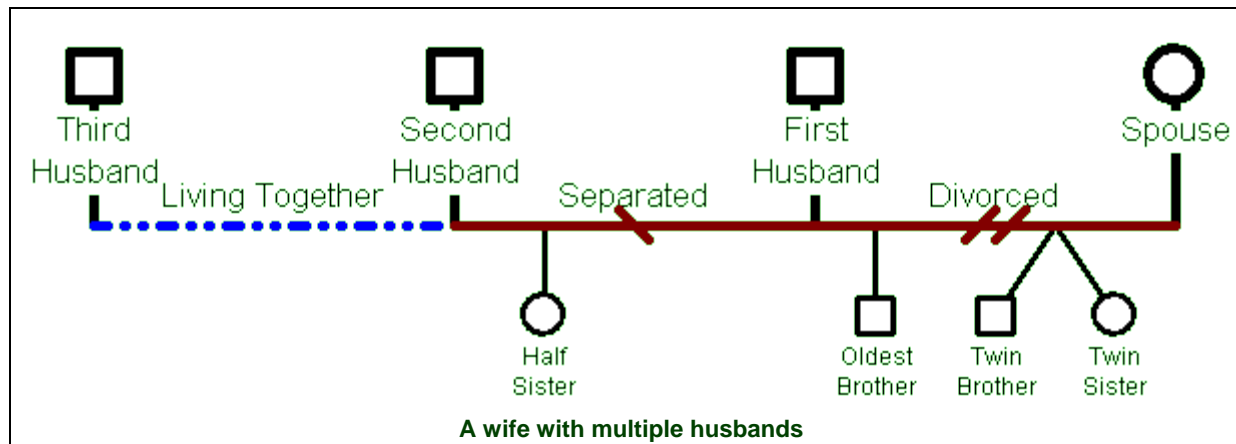 Third
Husband
Second
Husband
First
Husband
Spouse
Living Together
Separated
Divorced
Half
Sister
Oldest
Brother
Twin
Brother
Twin
Sister
A wife with multiple husbands